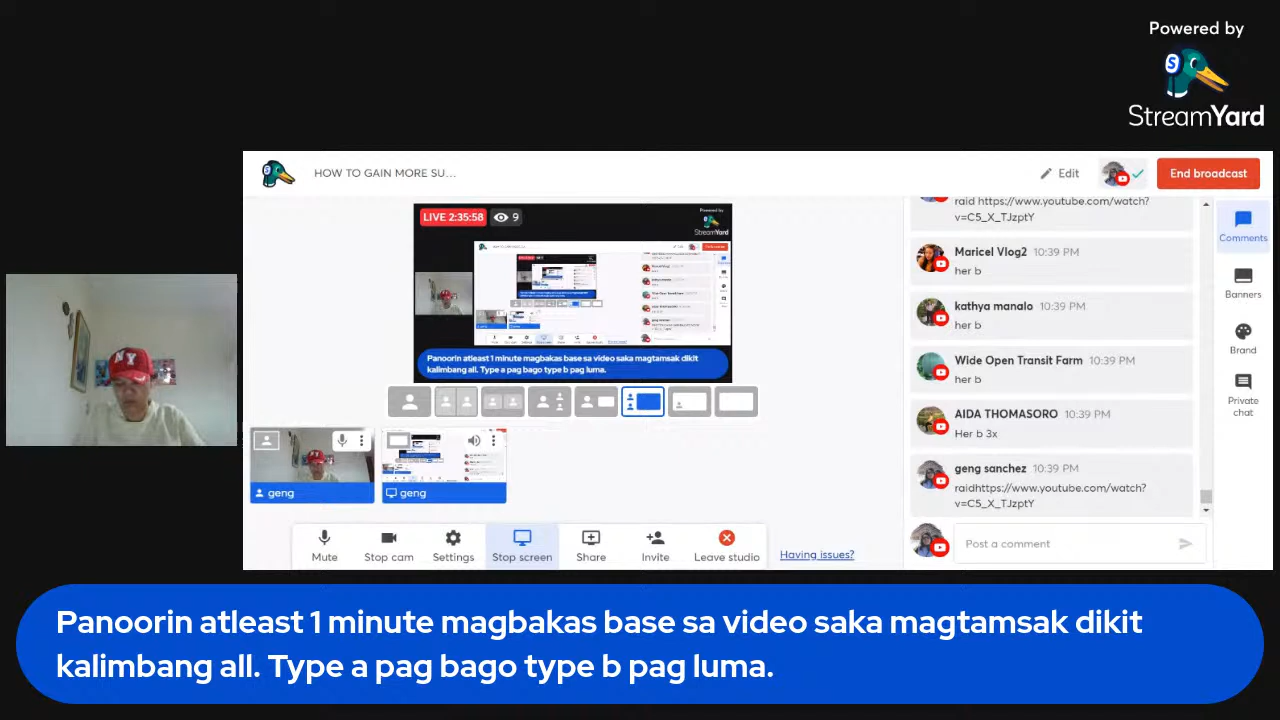 Powered by
StreamYard
HOW TO GAIN MORE SU...
Edit
End broadcast
LIVE 2:35:58
9
Powered by
StreamYard
Panoorin atleast 1 minute magbakas base sa video saka magtamsak dikit
kalimbang all. Type a pag bago type b pag luma.
geng
geng
Mute
Stop cam
Settings
Stop screen
Share
Invite
Leave studio
Having issues?
raid https://www.youtube.com/watch?
v=C5_X_TJzptY
Maricel Vlog2 10:39 PM
her b
kathya manalo 10:39 PM
her b
Wide Open Transit Farm 10:39 PM
her b
AIDA THOMASORO 10:39 PM
Her b 3x
geng sanchez 10:39 PM
raidhttps://www.youtube.com/watch?
v=C5_X_TJzptY
Post a comment
Comments
Banners
Brand
Private
chat
NY
Panoorin atleast 1 minute magbakas base sa video saka magtamsak dikit
kalimbang all. Type a pag bago type b pag luma.